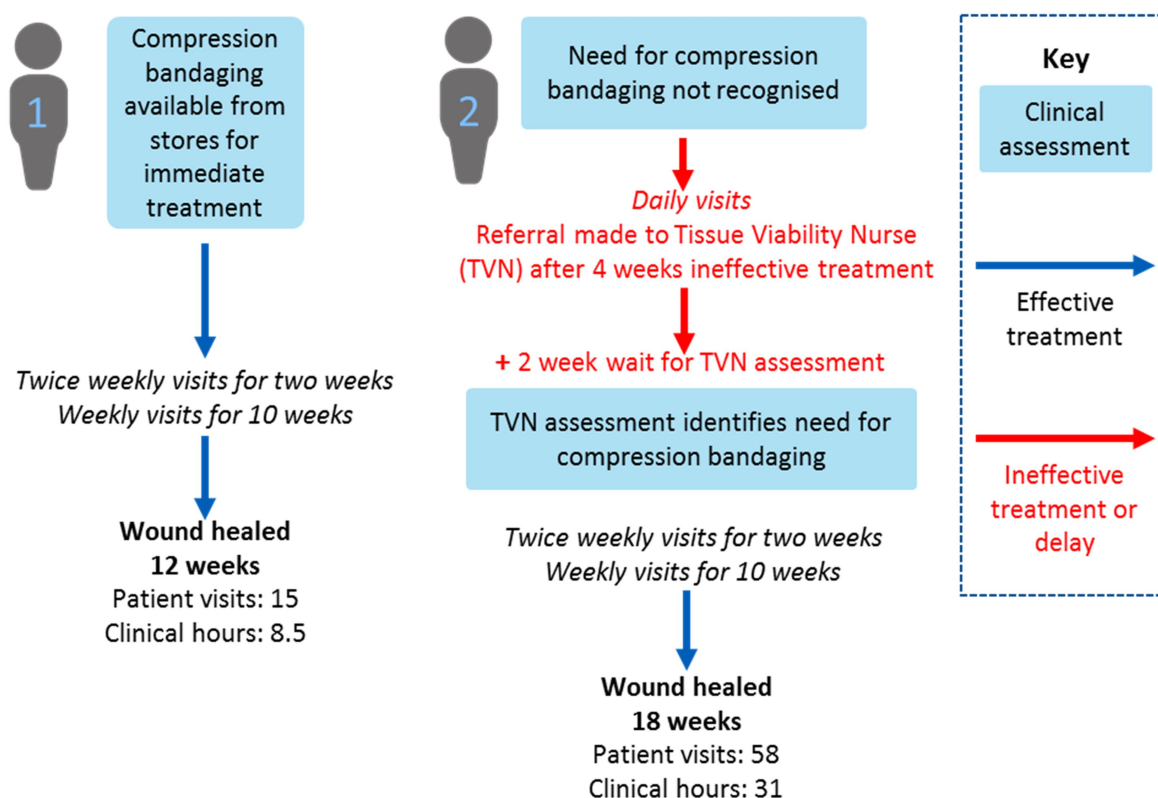 1
Compression
bandaging
available from
stores for
immediate
treatment
Twice weekly visits for two weeks
Weekly visits for 10 weeks
Wound healed
12 weeks
Patient visits: 15
Clinical hours: 8.5
2
Need for compression
bandaging not recognised
Daily visits
Referral made to Tissue Viability Nurse
(TVN) after 4 weeks ineffective treatment
+ 2 week wait for TVN assessment
TVN assessment identifies need for
compression bandaging
Twice weekly visits for two weeks
Weekly visits for 10 weeks
Wound healed
18 weeks
Patient visits: 58
Clinical hours: 31
Key
Clinical
assessment
Effective
treatment
Ineffective
treatment or
delay